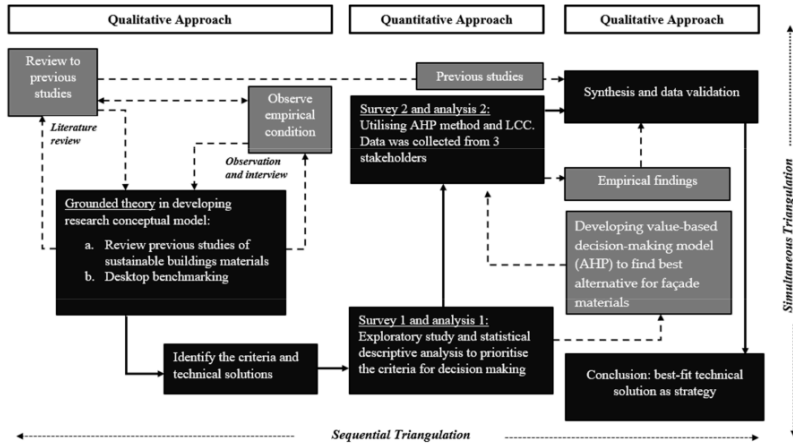 Qualitative Approach
Quantitative Approach
Qualitative Approach
Review to
previous
studies
Previous studies
Observe
empirical
condition
Literature
review
Observation
and interview
Survey 2 and analysis 2:
Utilising AHP method and LCC.
Data was collected from 3
stakeholders
Synthesis and data validation
Empirical findings
Grounded theory in developing
research conceptual model:
a. Review previous studies of
sustainable buildings materials
b. Desktop benchmarking
Developing value-based
decision-making model
(AHP) to find best
alternative for façade
materials
Identify the criteria and
technical solutions
Survey 1 and analysis 1:
Exploratory study and statistical
descriptive analysis to prioritise
the criteria for decision making
Conclusion: best-fit technical
solution as strategy
Simultaneous Triangulation
Sequential Triangulation